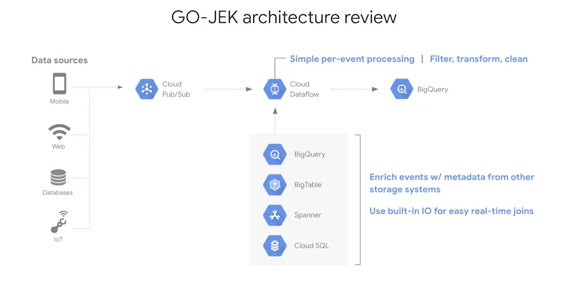 GO-JEK architecture review
Simple per-event processing | Filter, transform, clean
Data sources
Mobile
Web
Databases
IoT
Cloud
Pub/Sub
Cloud
Dataflow
BigQuery
BigQuery
BigTable
Spanner
Cloud SQL
Enrich events w/ metadata from other
storage systems
Use built-in IO for easy real-time joins